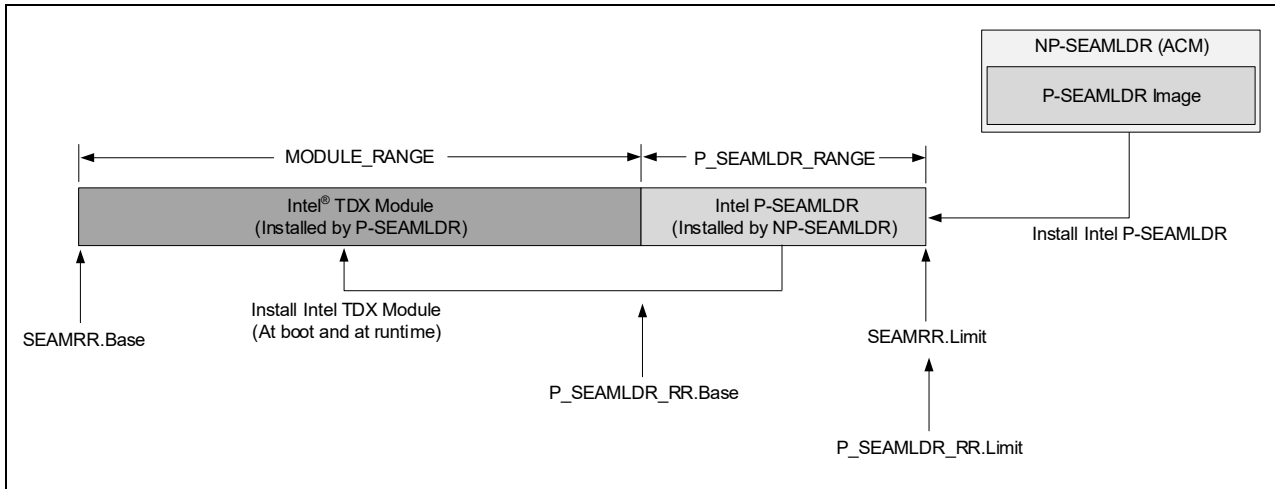 NP-SEAMLDR (ACM)
P-SEAMLDR Image
MODULE_RANGE
P_SEAMLDR_RANGE
Intel® TDX Module
(Installed by P-SEAMLDR)
Intel P-SEAMLDR
(Installed by NP-SEAMLDR)
Install Intel P-SEAMLDR
Install Intel TDX Module
(At boot and at runtime)
SEAMRR.Base
SEAMRR.Limit
P_SEAMLDR_RR.Base
P_SEAMLDR_RR.Limit